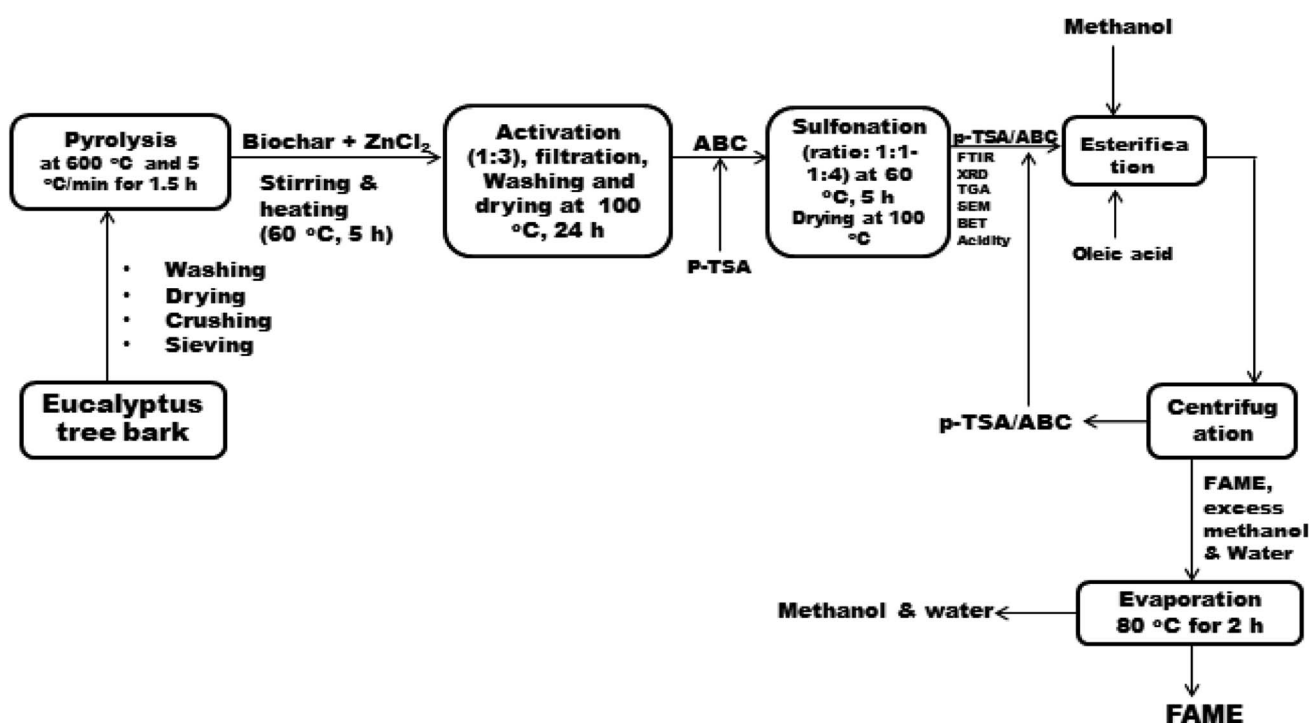 Methanol
Pyrolysis
at 600 °C and 5
°C/min for 1.5 h
Biochar + ZnCl₂
Stirring &
heating
(60 °C, 5 h)
Activation
(1:3), filtration,
Washing and
drying at 100
°C, 24 h
ABC
P-TSA
Sulfonation
(ratio: 1:1-
1:4) at 60
°C, 5 h
Drying at 100
°C
p-TSA/ABC
FTIR
XRD
TGA
SEM
BET
Acidity
Esterifica
tion
Oleic acid
• Washing
• Drying
• Crushing
• Sieving
Eucalyptus
tree bark
p-TSA/ABC
Centrifug
ation
FAME,
excess
methanol
& Water
Methanol & water
Evaporation
80 °C for 2 h
FAME